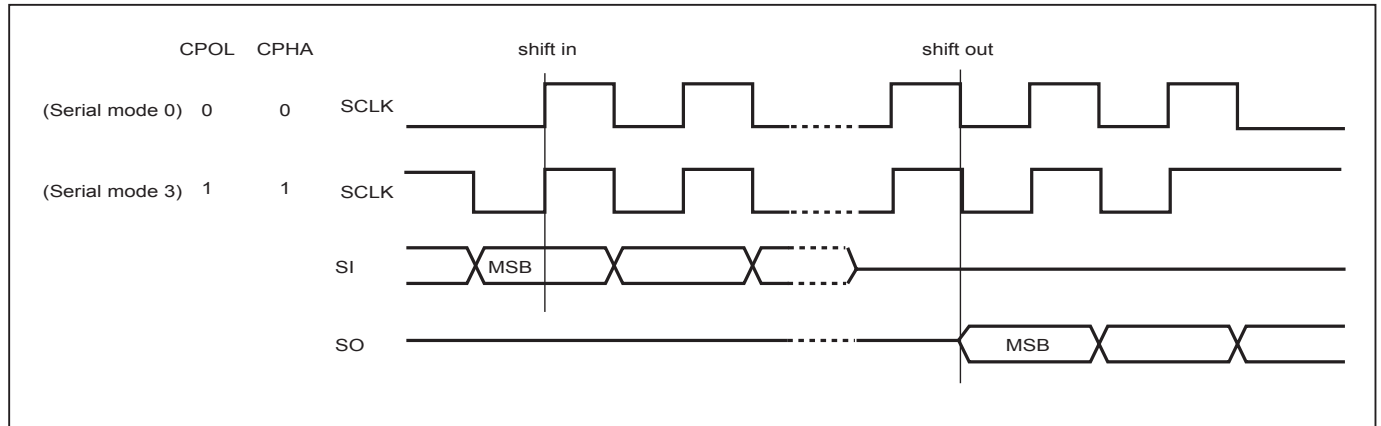 CPOL CPHA shift in shift out
(Serial mode 0) 0 0 SCLK
(Serial mode 3) 1 1 SCLK
SI MSB
SO MSB